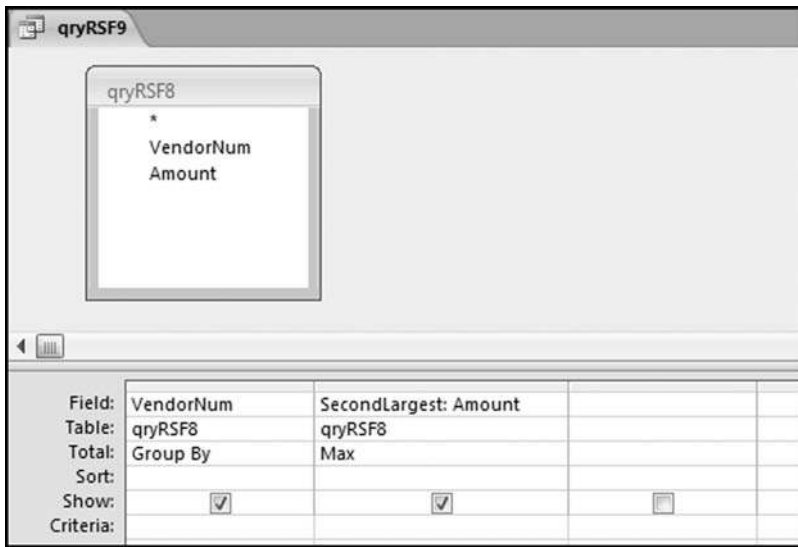 qryRSF9
qryRSF8
*
VendorNum
Amount
Field: VendorNum SecondLargest: Amount
Table: qryRSF8 qryRSF8
Total: Group By Max
Sort:
Show:
Criteria: